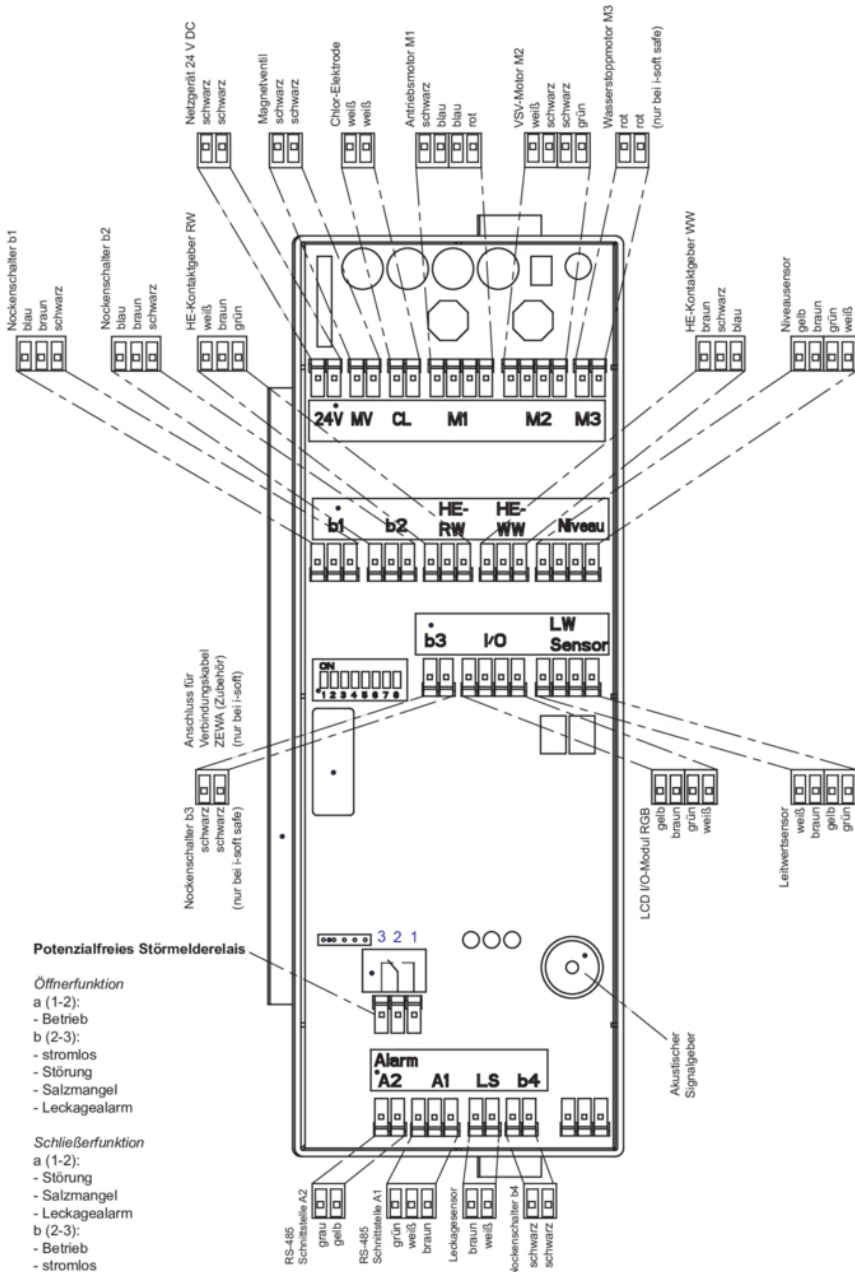 Netzgerät 24 V DC
schwarz
schwarz
Magnetventil
schwarz
schwarz
Chlor-Elektrode
weiß
weiß
Antriebsmotor M1
schwarz
blau
blau
rot
VSV-Motor M2
weiß
schwarz
schwarz
grün
Wasserstoppmotor M3
rot
rot
(nur bei i-soft safe)
Nockenschalter b1
blau
braun
schwarz
Nockenschalter b2
blau
braun
schwarz
HE-Kontaktgeber RW
weiß
braun
grün
HE-Kontaktgeber WW
braun
schwarz
blau
Niveausensor
gelb
braun
grün
weiß
24V MV CL M1 M2 M3
b1 b2 HE-RW HE-WW Niveau
b3 I/O LW Sensor
ON
1 2 3 4 5 6 7 8
Anschluss für
Verbindungskabel
ZEWA (Zubehör)
(nur bei i-soft)
Nockenschalter b3
schwarz
schwarz
(nur bei i-soft safe)
LCD I/O-Modul RGB
gelb
braun
grün
weiß
Leitwertsensor
weiß
braun
gelb
grün
3 2 1
Potenzialfreies Störmelderelais
Öffnerfunktion
a (1-2):
- Betrieb
b (2-3):
- stromlos
- Störung
- Salzmangel
- Leckagealarm
Schließerfunktion
a (1-2):
- Störung
- Salzmangel
- Leckagealarm
b (2-3):
- Betrieb
- stromlos
Akustischer
Signalgeber
Alarm
A2 A1 LS b4
RS-485
Schnittstelle A2
grau
gelb
RS-485
Schnittstelle A1
grün
weiß
braun
Leckagesensor
braun
weiß
Nockenschalter b4
schwarz
schwarz